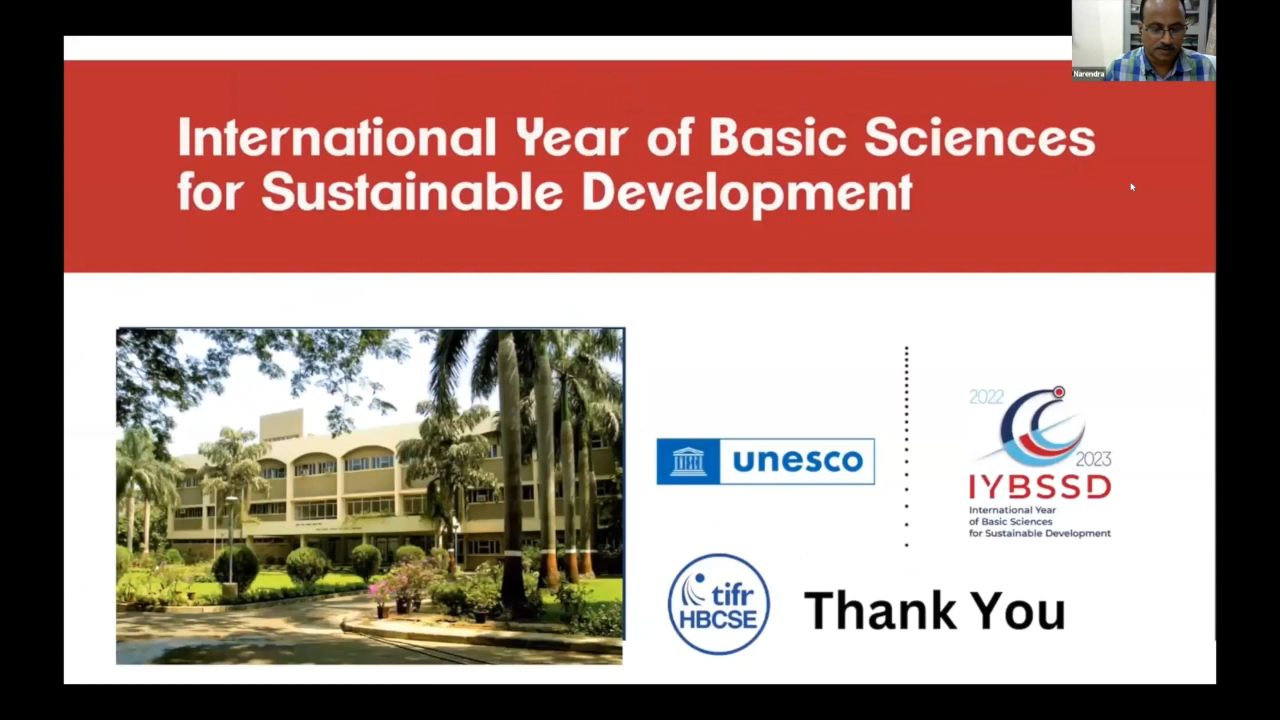 Narendra
International Year of Basic Sciences
for Sustainable Development
unesco
2022
2023
IYBSSD
International Year
of Basic Sciences
for Sustainable Development
tifr
HBCSE
Thank You